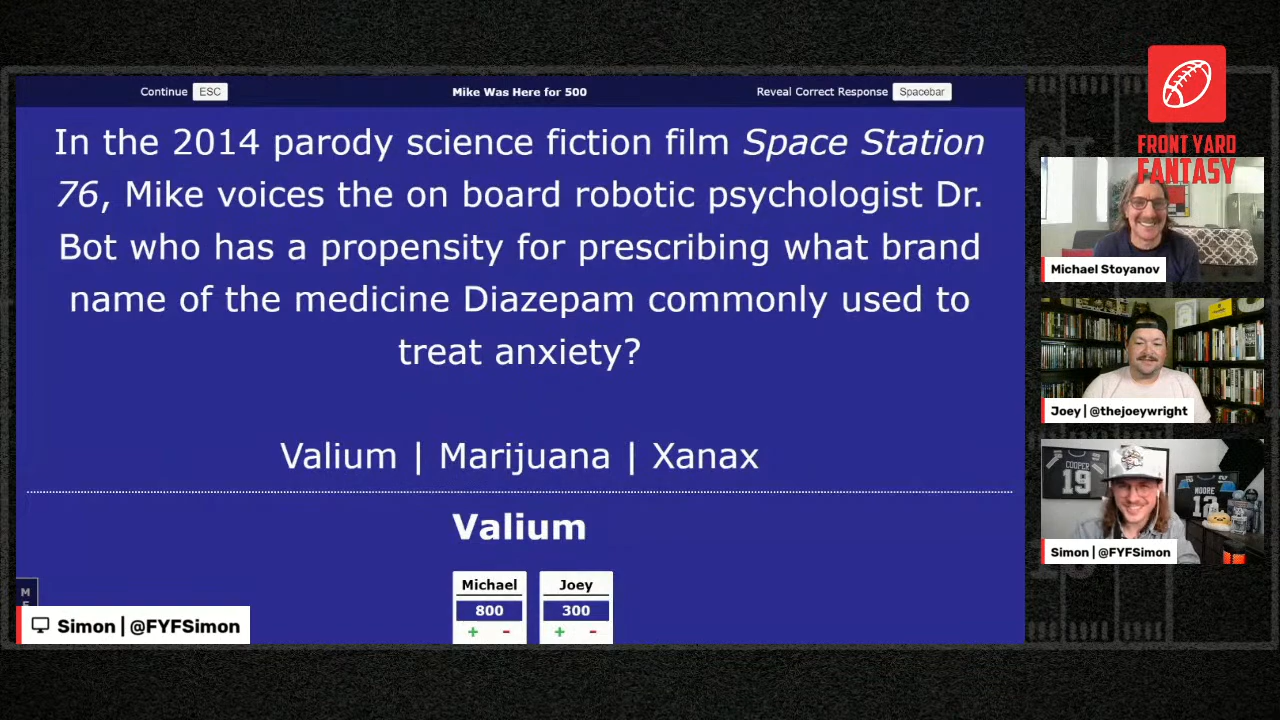 Continue ESC
Mike Was Here for 500
Reveal Correct Response Spacebar
In the 2014 parody science fiction film Space Station
76, Mike voices the on board robotic psychologist Dr.
Bot who has a propensity for prescribing what brand
name of the medicine Diazepam commonly used to
treat anxiety?
Valium | Marijuana | Xanax
Valium
Michael
800
+ -
Joey
300
+ -
M
Simon | @FYFSimon
FRONT YARD
FANTASY
Michael Stoyanov
Joey | @thejoeywright
COOPER
19
MOORE
12
Simon | @FYFSimon